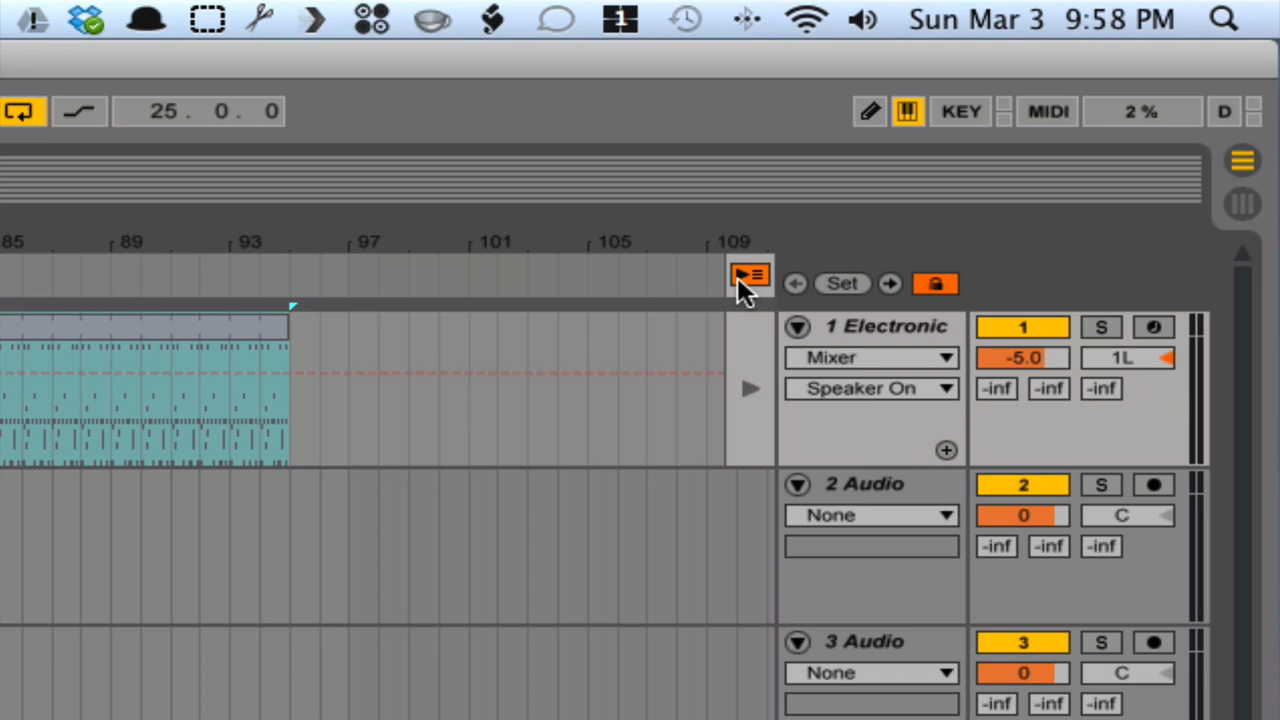 1 Sun Mar 3 9:58 PM
25. 0. 0 KEY MIDI 2 % D
85 89 93 97 101 105 109
Set
1 Electronic 1 S
Mixer -5.0 1L
Speaker On -inf -inf -inf
2 Audio 2 S
None 0 C
-inf -inf -inf
3 Audio 3 S
None 0 C
-inf -inf -inf